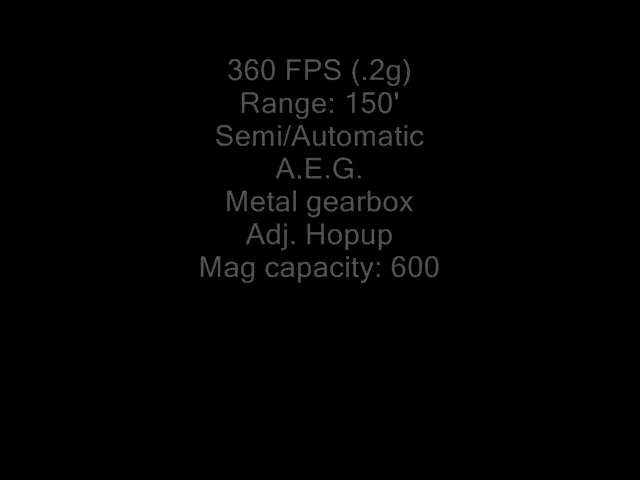 360 FPS (.2g)
Range: 150'
Semi/Automatic
A.E.G.
Metal gearbox
Adj. Hopup
Mag capacity: 600